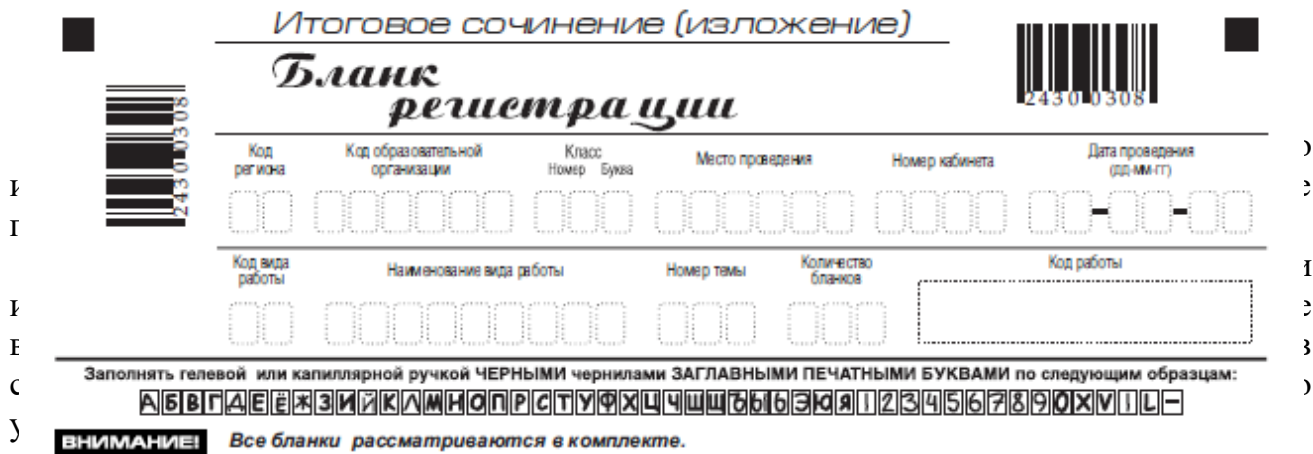 Итоговое сочинение (изложение)
Бланк
регистрации
2430 0308
2430 0308
Код региона
Код образовательной организации
Класс
Номер Буква
Место проведения
Номер кабинета
Дата проведения
(ДД-ММ-ГГ)
Код вида работы
Наименование вида работы
Номер темы
Количество бланков
Код работы
Заполнять гелевой или капиллярной ручкой ЧЕРНЫМИ чернилами ЗАГЛАВНЫМИ ПЕЧАТНЫМИ БУКВАМИ по следующим образцам:
АБВГДЕЁЖЗИЙКЛМНОПРСТУФХЦЧШЩЪЫЬЭЮЯ1234567890XVIL-
ВНИМАНИЕ! Все бланки рассматриваются в комплекте.